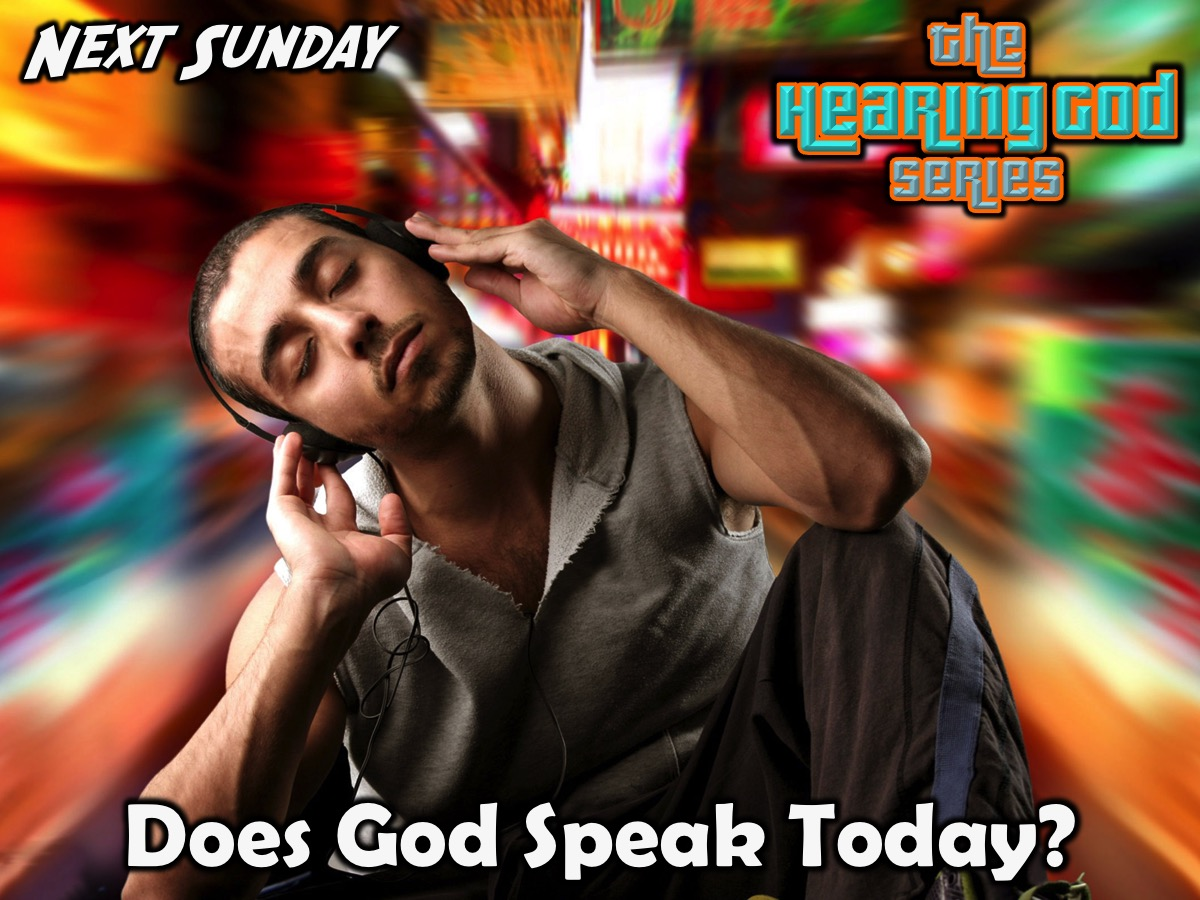 Next Sunday
the
Hearing God
Series
Does God Speak Today?